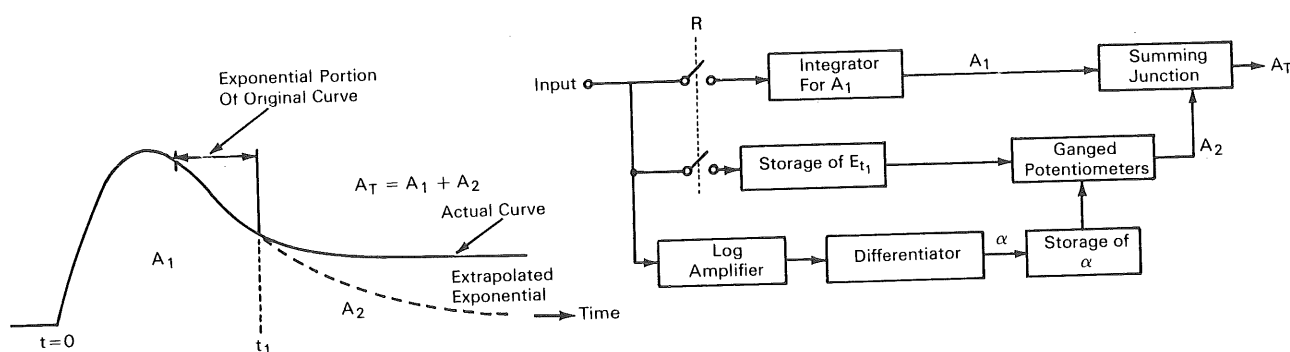 Exponential Portion
Of Original Curve
A_T = A_1 + A_2
Actual Curve
A_1
Extrapolated
Exponential
A_2
Time
t=0
t_1
R
Input
Integrator
For A_1
A_1
Summing
Junction
A_T
Storage of E_t_1
Ganged
Potentiometers
A_2
Log
Amplifier
Differentiator
α
Storage of
α